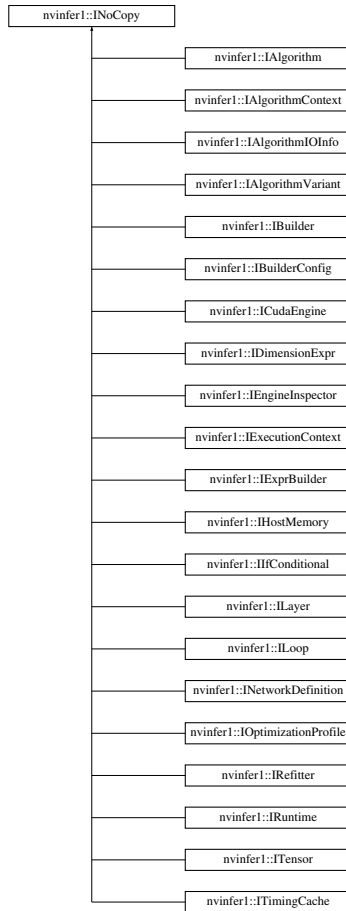 nvinfer1::INoCopy
nvinfer1::IAlgorithm
nvinfer1::IAlgorithmContext
nvinfer1::IAlgorithmIOInfo
nvinfer1::IAlgorithmVariant
nvinfer1::IBuilder
nvinfer1::IBuilderConfig
nvinfer1::ICudaEngine
nvinfer1::IDimensionExpr
nvinfer1::IEngineInspector
nvinfer1::IExecutionContext
nvinfer1::IExprBuilder
nvinfer1::IHostMemory
nvinfer1::IIfConditional
nvinfer1::ILayer
nvinfer1::ILoop
nvinfer1::INetworkDefinition
nvinfer1::IOptimizationProfile
nvinfer1::IRefitter
nvinfer1::IRuntime
nvinfer1::ITensor
nvinfer1::ITimingCache